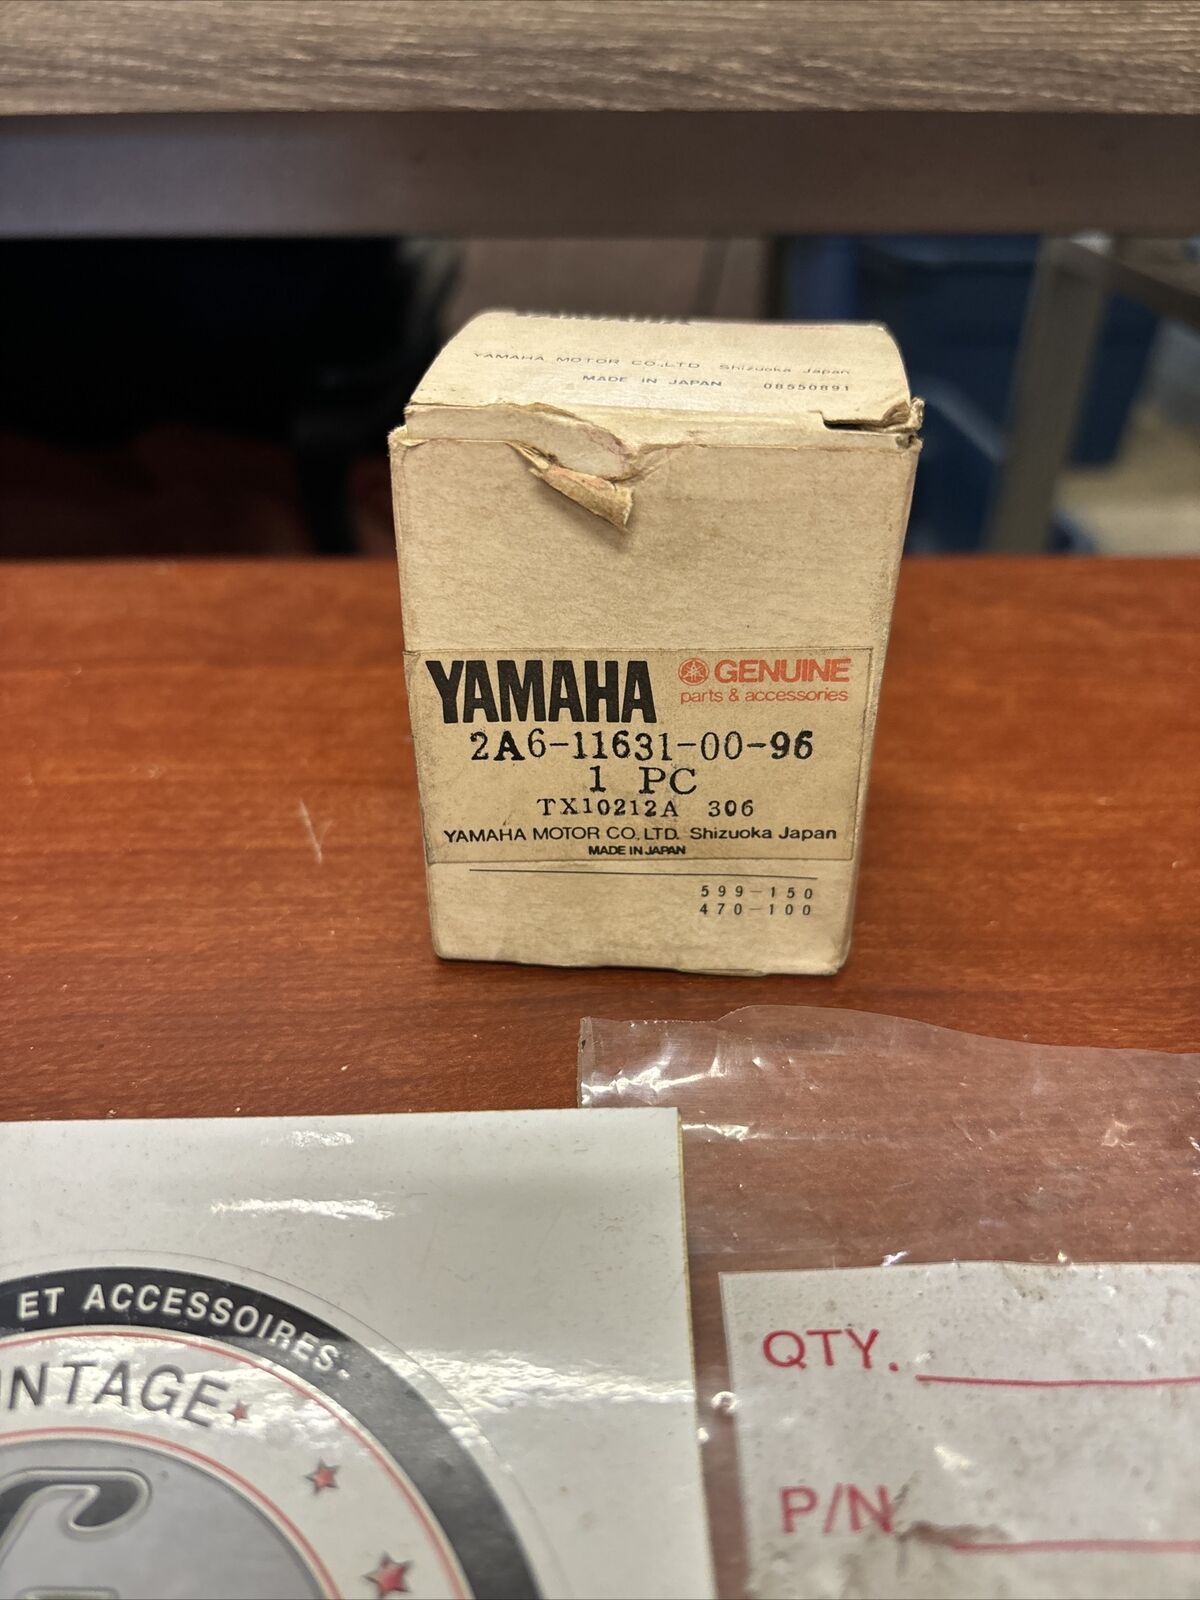 YAMAHA MOTOR CO.,LTD Shizuoka Japan
MADE IN JAPAN 08550891
YAMAHA GENUINE
parts & accessories
2A6-11631-00-96
1 PC
TX10212A 306
YAMAHA MOTOR CO.,LTD. Shizuoka Japan
MADE IN JAPAN
599-150
470-100
ET ACCESSOIRES
NTAGE
QTY.
P/N